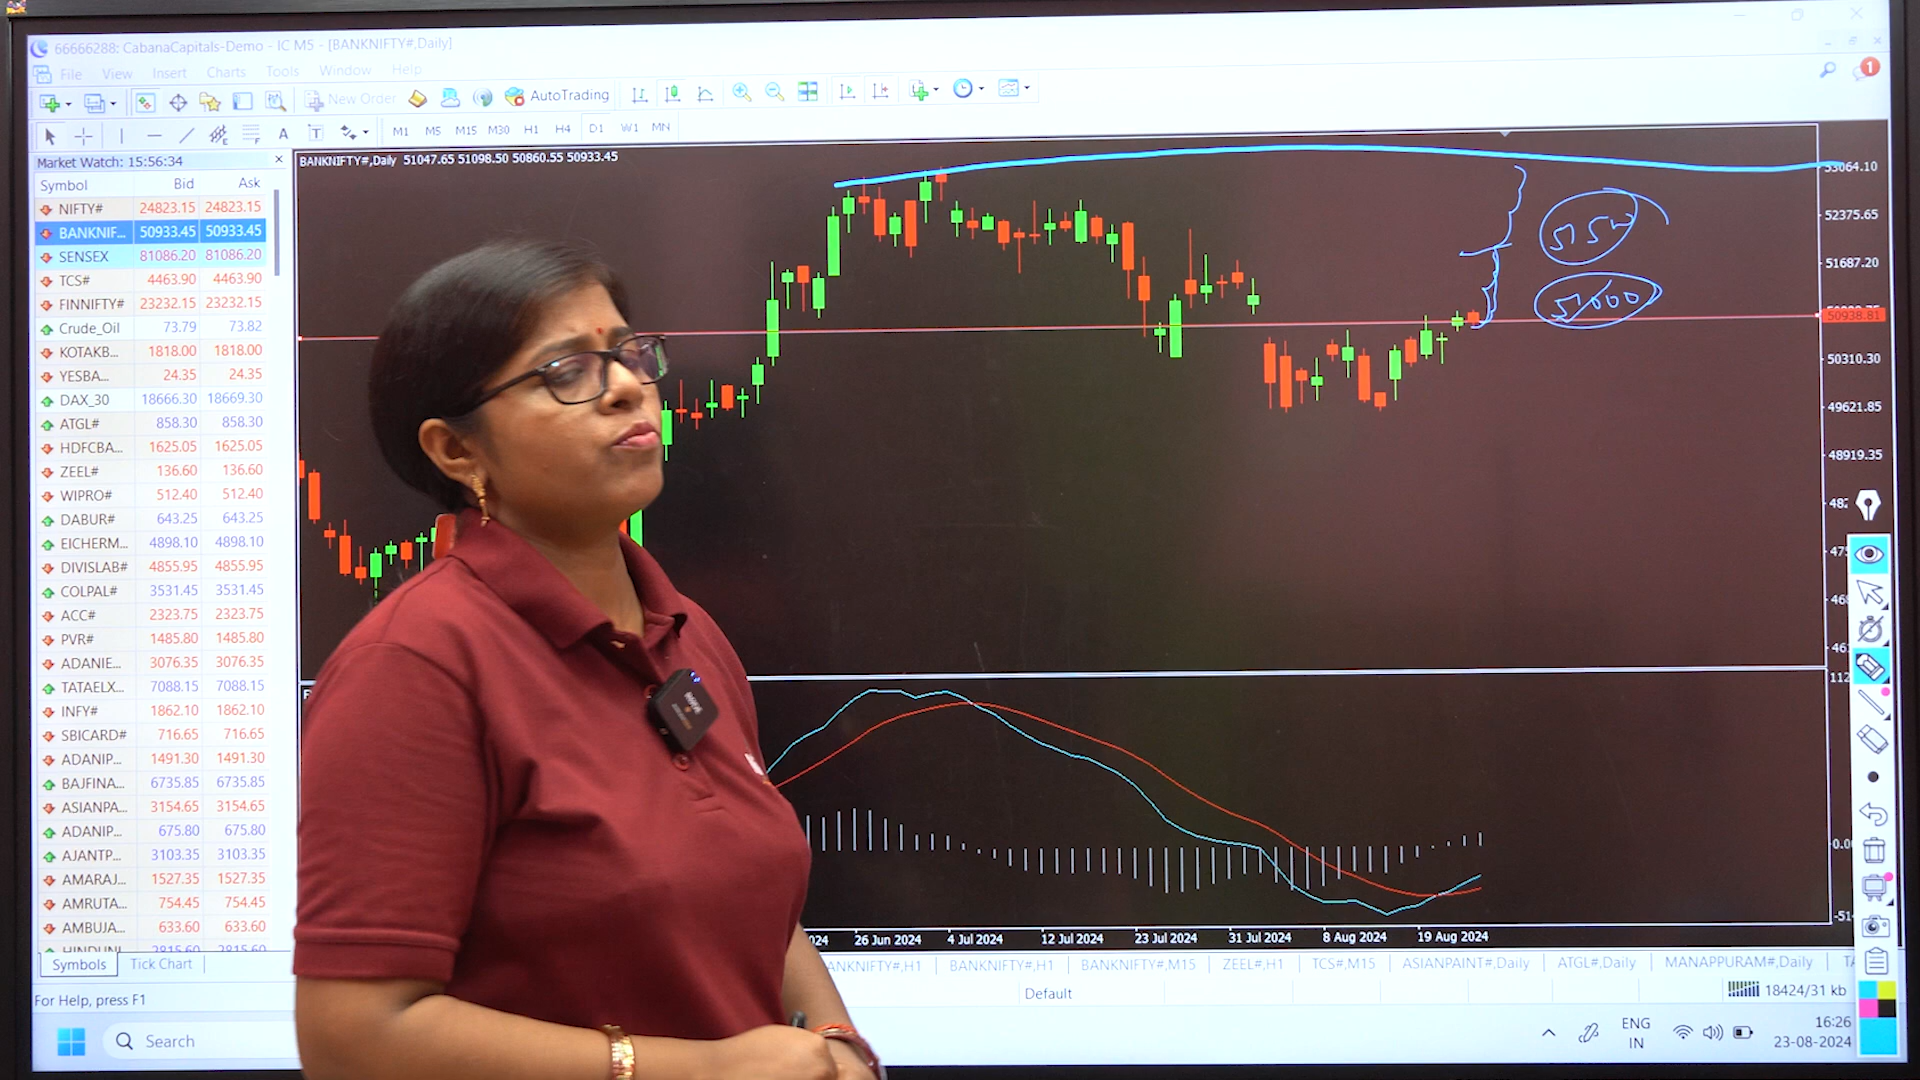 66666288: CabanaCapitals-Demo - IC M5 - [BANKNIFTY#,Daily]
File View Insert Charts Tools Window Help
1
New Order AutoTrading
A T M1 M5 M15 M30 H1 H4 D1 W1 MN
Market Watch: 15:56:34
Symbol Bid Ask
NIFTY# 24823.15 24823.15
BANKNIF... 50933.45 50933.45
SENSEX 81086.20 81086.20
TCS# 4463.90 4463.90
FINNIFTY# 23232.15 23232.15
Crude_Oil 73.79 73.82
KOTAKB... 1818.00 1818.00
YESBA... 24.35 24.35
DAX_30 18666.30 18669.30
ATGL# 858.30 858.30
HDFCBA... 1625.05 1625.05
ZEEL# 136.60 136.60
WIPRO# 512.40 512.40
DABUR# 643.25 643.25
EICHERM... 4898.10 4898.10
DIVISLAB# 4855.95 4855.95
COLPAL# 3531.45 3531.45
ACC# 2323.75 2323.75
PVR# 1485.80 1485.80
ADANIE... 3076.35 3076.35
TATAELX... 7088.15 7088.15
INFY# 1862.10 1862.10
SBICARD# 716.65 716.65
ADANIP... 1491.30 1491.30
BAJFINA... 6735.85 6735.85
ASIANPA... 3154.65 3154.65
ADANIP... 675.80 675.80
AJANTP... 3103.35 3103.35
AMARAJ... 1527.35 1527.35
AMRUTA... 754.45 754.45
AMBUJA... 633.60 633.60
HINDUNI 2815.60 2815.60
Symbols Tick Chart
For Help, press F1
BANKNIFTY#,Daily 51047.65 51098.50 50860.55 50933.45
53064.10
52375.65
51687.20
50938.81
50310.30
49621.85
48919.35
51000
26 Jun 2024 4 Jul 2024 12 Jul 2024 23 Jul 2024 31 Jul 2024 8 Aug 2024 19 Aug 2024
ANKNIFTY#,H1 BANKNIFTY#,H1 BANKNIFTY#,M15 ZEEL#,H1 TCS#,M15 ASIANPAINT#,Daily ATGL#,Daily MANAPPURAM#,Daily
Default
18424/31 kb
Search
ENG
IN
16:26
23-08-2024